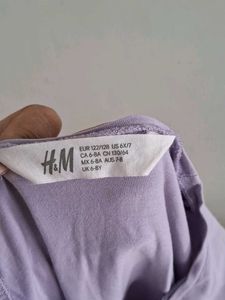 H&M
EUR 122/128 US 6X/7
CA 6-8A CN 130/64
MX 6-8A AUS 7-8
UK 6-8Y